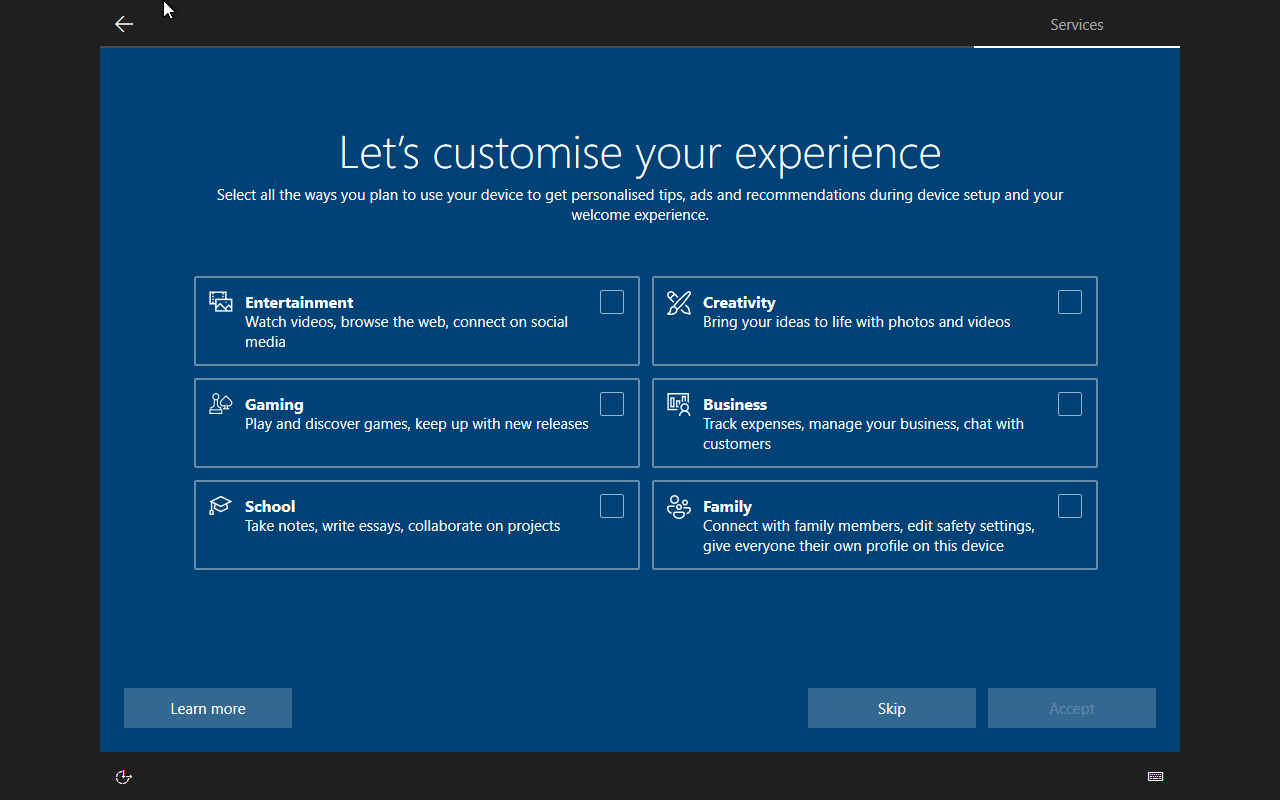 Services
Let's customise your experience
Select all the ways you plan to use your device to get personalised tips, ads and recommendations during device setup and your
welcome experience.
Entertainment
Watch videos, browse the web, connect on social
media
Creativity
Bring your ideas to life with photos and videos
Gaming
Play and discover games, keep up with new releases
Business
Track expenses, manage your business, chat with
customers
School
Take notes, write essays, collaborate on projects
Family
Connect with family members, edit safety settings,
give everyone their own profile on this device
Learn more
Skip
Accept